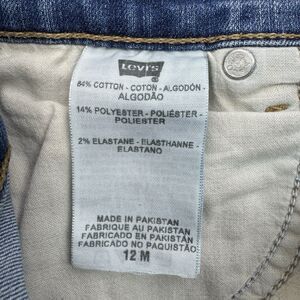 Levi's
84% COTTON - COTON - ALGODÓN -
ALGODÃO
14% POLYESTER - POLIÉSTER -
POLIESTER
2% ELASTANE - ELASTHANNE -
ELASTANO
MADE IN PAKISTAN
FABRIQUE AU PAKISTAN
FABRICADO EN PAKISTÁN
FABRICADO NO PAQUISTÃO
12 M